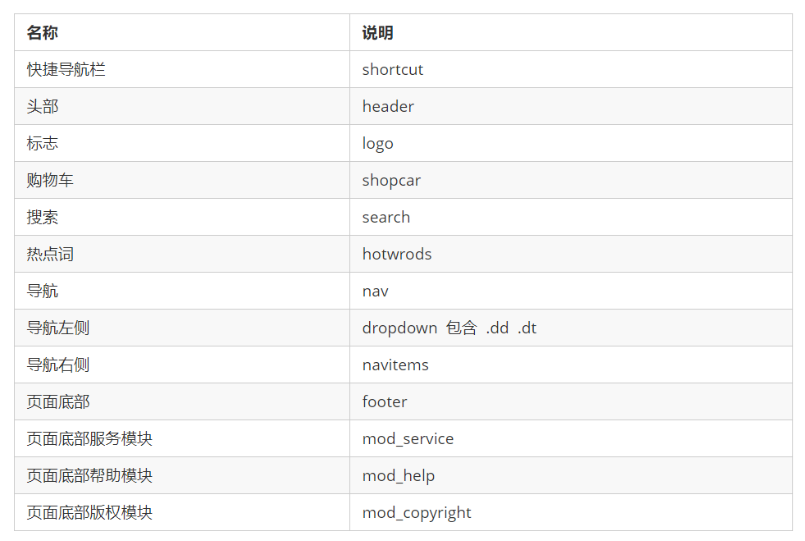 名称 说明
快捷导航栏 shortcut
头部 header
标志 logo
购物车 shopcar
搜索 search
热点词 hotwrods
导航 nav
导航左侧 dropdown 包含 .dd .dt
导航右侧 navitems
页面底部 footer
页面底部服务模块 mod_service
页面底部帮助模块 mod_help
页面底部版权模块 mod_copyright